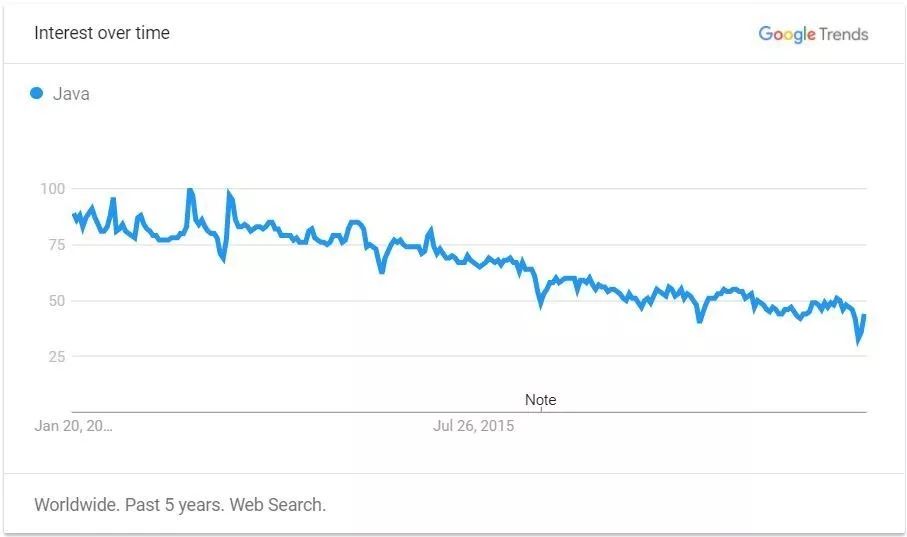 Interest over time
Google Trends
Java
100
75
50
25
Note
Jan 20, 20...
Jul 26, 2015
Worldwide. Past 5 years. Web Search.